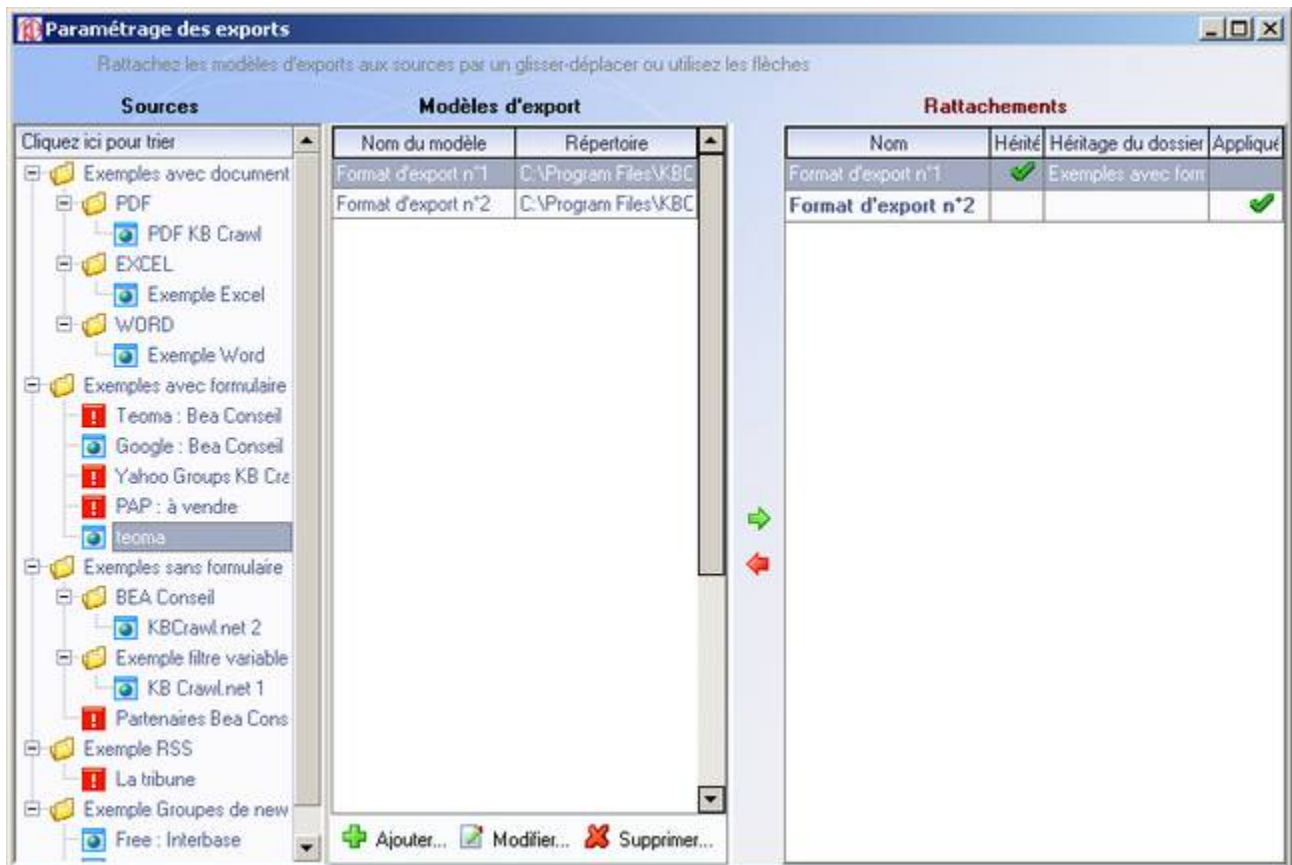 Paramétrage des exports
Rattachez les modèles d'exports aux sources par un glisser-déplacer ou utilisez les flèches
Sources
Modèles d'export
Rattachements
Cliquez ici pour trier
Exemples avec document
PDF
PDF KB Crawl
EXCEL
Exemple Excel
WORD
Exemple Word
Exemples avec formulaire
Teoma : Bea Conseil
Google : Bea Conseil
Yahoo Groups KB Cra
PAP : à vendre
teoma
Exemples sans formulaire
BEA Conseil
KBCrawl.net 2
Exemple filtre variable
KB Crawl.net 1
Partenaires Bea Cons
Exemple RSS
La tribune
Exemple Groupes de new
Free : Interbase
Nom du modèle Répertoire
Format d'export n°1 C:\Program Files\KBC
Format d'export n°2 C:\Program Files\KBC
Ajouter... Modifier... Supprimer...
Nom Hérité Héritage du dossier Appliqué
Format d'export n°1 Exemples avec form
Format d'export n°2